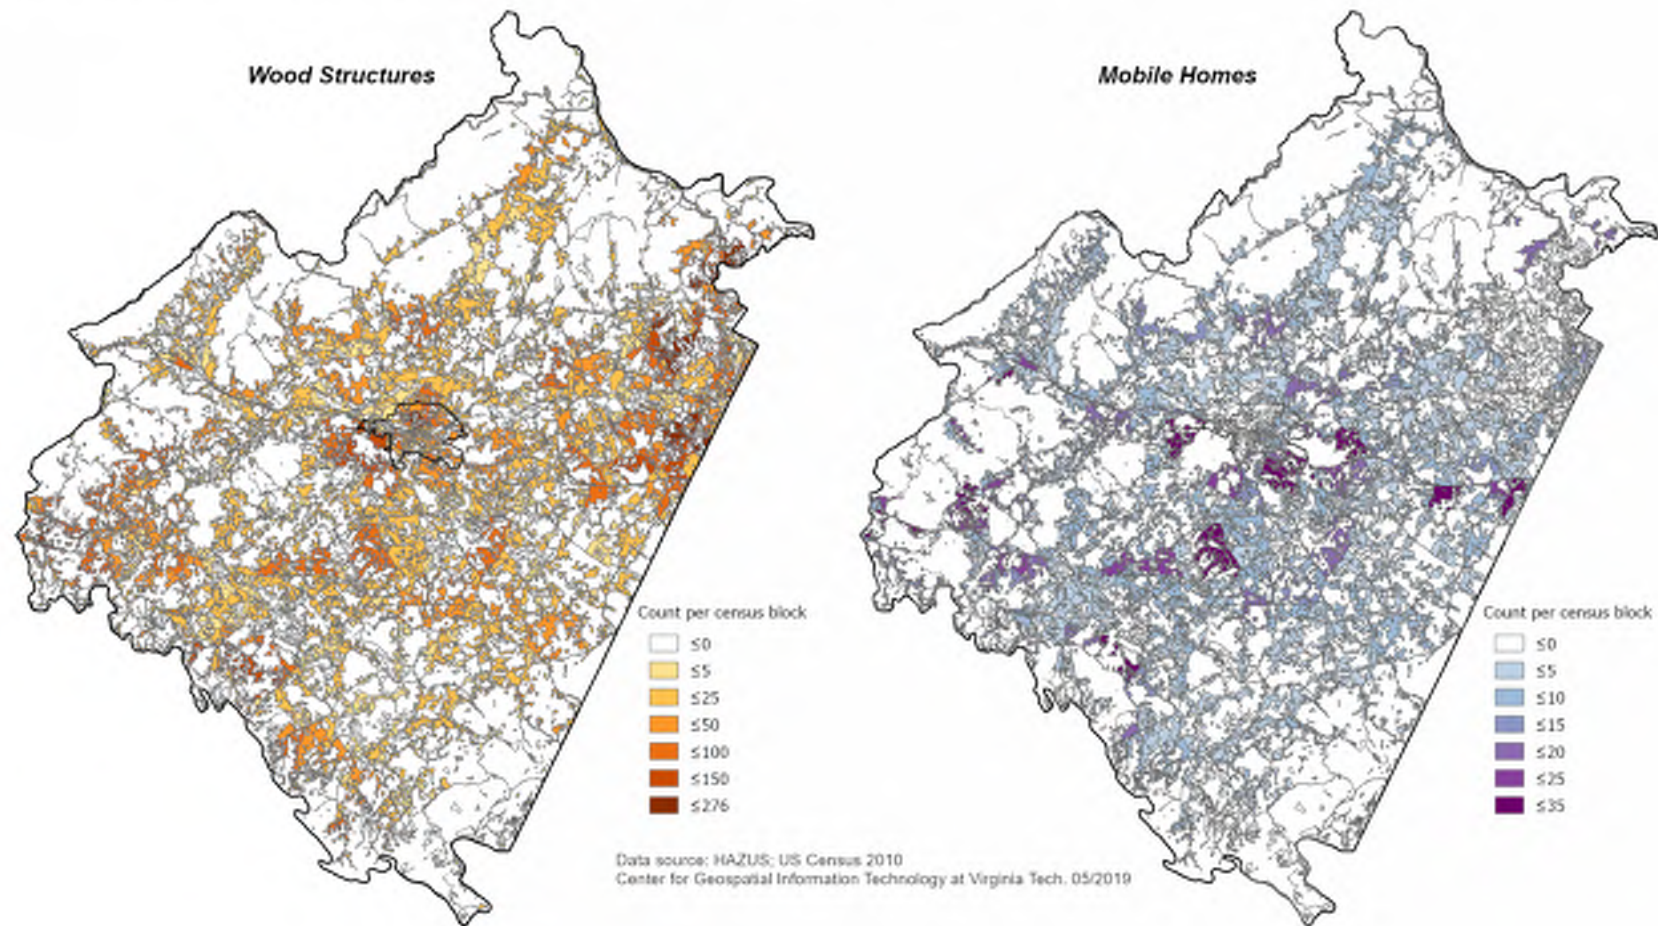 Wood Structures
Mobile Homes
Count per census block
≤0
≤5
≤25
≤50
≤100
≤150
≤276
Count per census block
≤0
≤5
≤10
≤15
≤20
≤25
≤35
Data source: HAZUS; US Census 2010
Center for Geospatial Information Technology at Virginia Tech. 05/2019